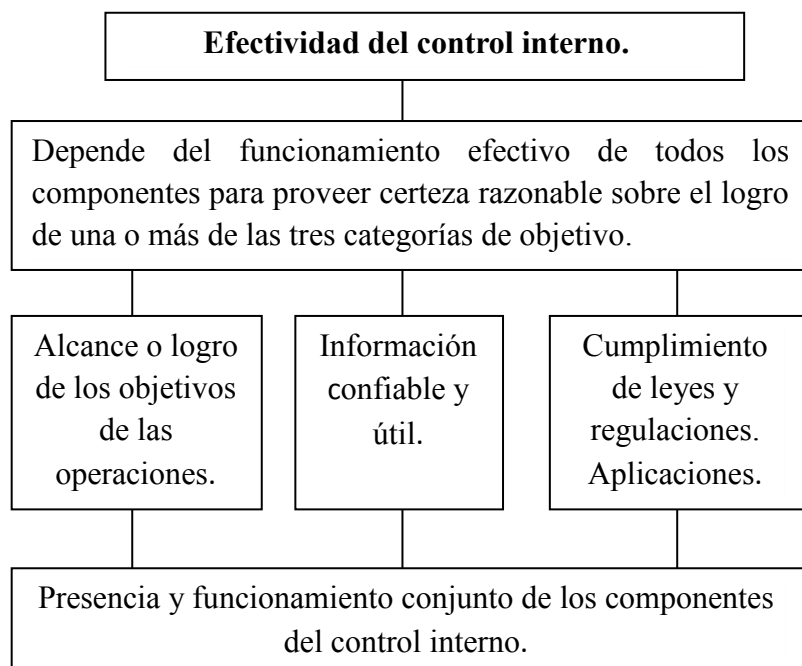 Efectividad del control interno.
Depende del funcionamiento efectivo de todos los
componentes para proveer certeza razonable sobre el logro
de una o más de las tres categorías de objetivo.
Alcance o logro
de los objetivos
de las
operaciones.
Información
confiable y
útil.
Cumplimiento
de leyes y
regulaciones.
Aplicaciones.
Presencia y funcionamiento conjunto de los componentes
del control interno.